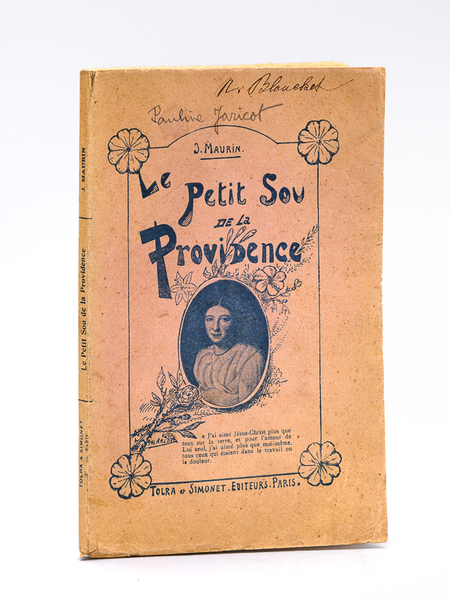 R. Blanchet
Pauline Jaricot
J. MAURIN.
Le
Petit Sou
DE La
Providence
« J'ai aimé Jésus-Christ plus que
tout sur la terre, et pour l'amour de
Lui seul, j'ai aimé plus que moi-même,
tous ceux qui étaient dans le travail ou
la douleur. »
TOLRA et SIMONET. EDITEURS. PARIS.
J. MAURIN
Le Petit Sou de la Providence
TOLRA & SIMONET